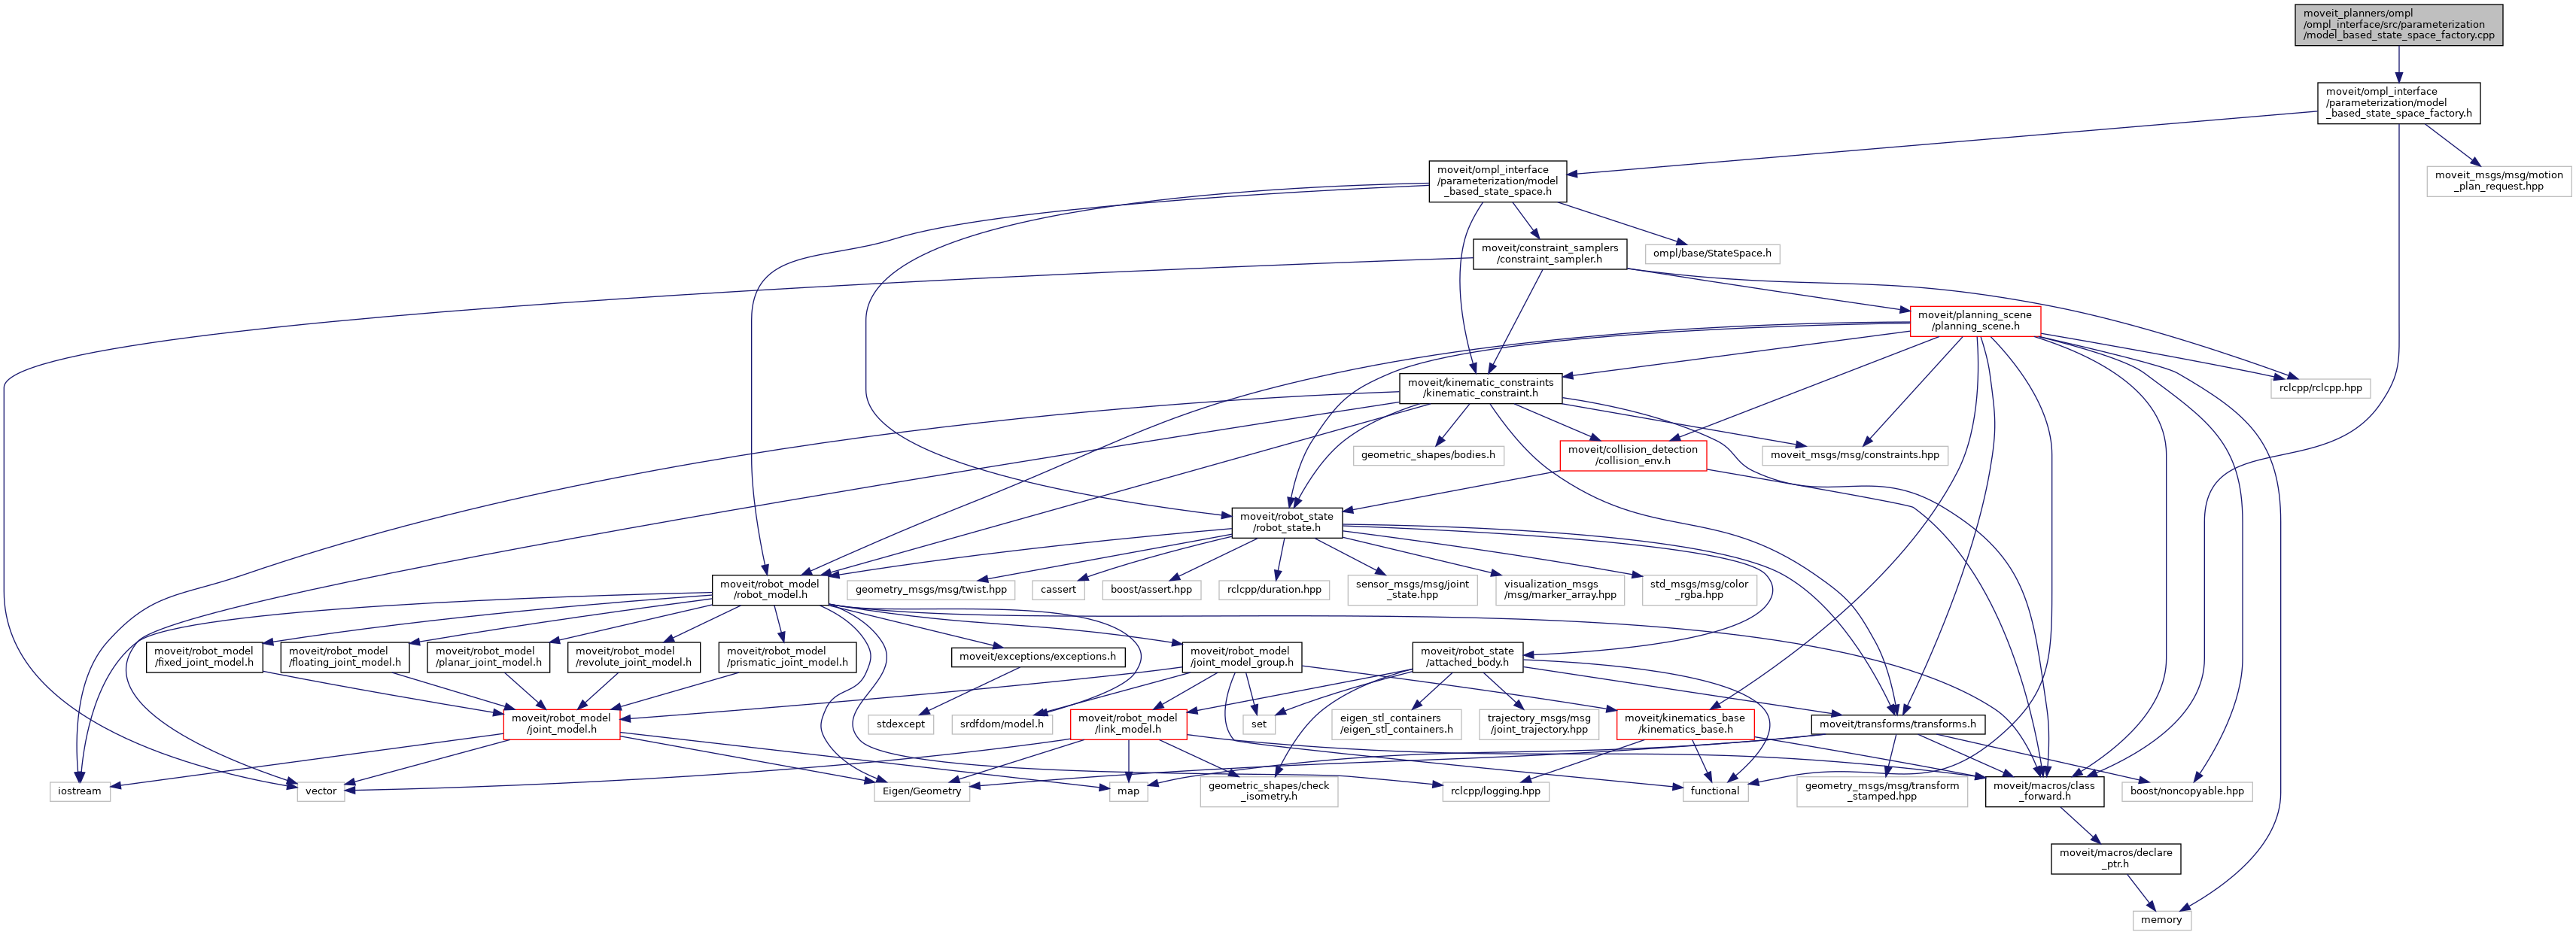 moveit_planners/ompl
/ompl_interface/src/parameterization
/model_based_state_space_factory.cpp
moveit/ompl_interface
/parameterization/model
_based_state_space_factory.h
moveit/ompl_interface
/parameterization/model
_based_state_space.h
moveit_msgs/msg/motion
_plan_request.hpp
moveit/constraint_samplers
/constraint_sampler.h
ompl/base/StateSpace.h
moveit/planning_scene
/planning_scene.h
moveit/kinematic_constraints
/kinematic_constraint.h
rclcpp/rclcpp.hpp
geometric_shapes/bodies.h
moveit/collision_detection
/collision_env.h
moveit_msgs/msg/constraints.hpp
moveit/robot_state
/robot_state.h
moveit/robot_model
/robot_model.h
geometry_msgs/msg/twist.hpp
cassert
boost/assert.hpp
rclcpp/duration.hpp
sensor_msgs/msg/joint
_state.hpp
visualization_msgs
/msg/marker_array.hpp
std_msgs/msg/color
_rgba.hpp
moveit/robot_model
/fixed_joint_model.h
moveit/robot_model
/floating_joint_model.h
moveit/robot_model
/planar_joint_model.h
moveit/robot_model
/revolute_joint_model.h
moveit/robot_model
/prismatic_joint_model.h
moveit/exceptions/exceptions.h
moveit/robot_model
/joint_model_group.h
moveit/robot_state
/attached_body.h
moveit/robot_model
/joint_model.h
stdexcept
srdfdom/model.h
moveit/robot_model
/link_model.h
set
eigen_stl_containers
/eigen_stl_containers.h
trajectory_msgs/msg
/joint_trajectory.hpp
moveit/kinematics_base
/kinematics_base.h
moveit/transforms/transforms.h
iostream
vector
Eigen/Geometry
map
geometric_shapes/check
_isometry.h
rclcpp/logging.hpp
functional
geometry_msgs/msg/transform
_stamped.hpp
moveit/macros/class
_forward.h
boost/noncopyable.hpp
moveit/macros/declare
_ptr.h
memory